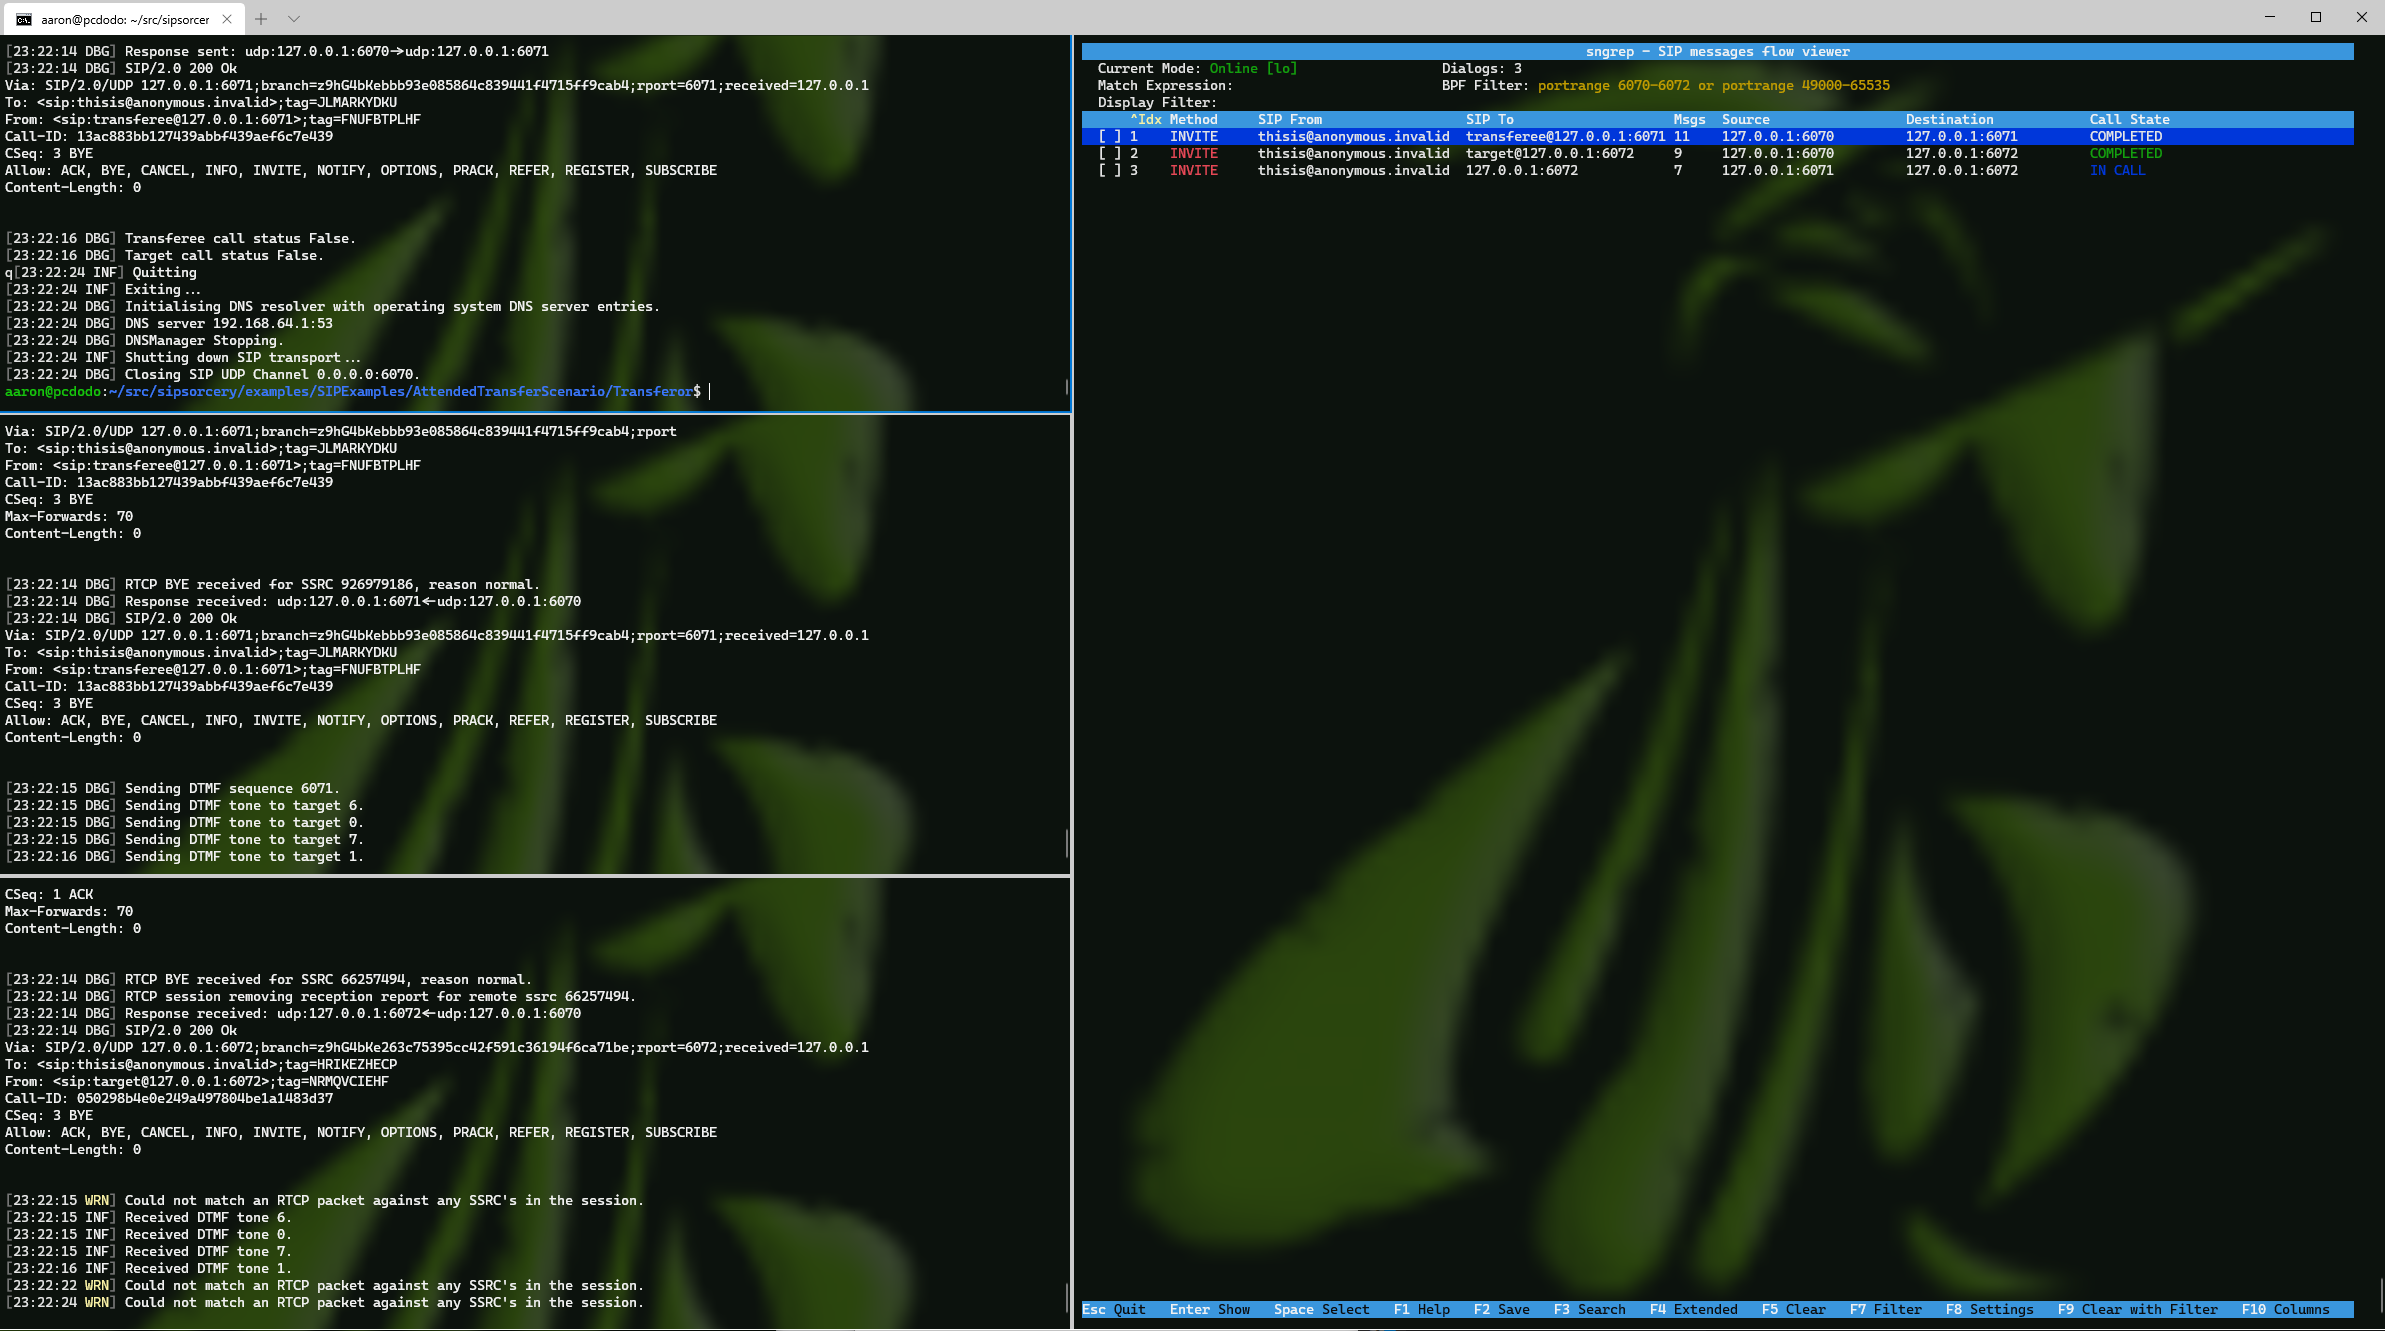 aaron@pcdodo: ~/src/sipsorcer
[23:22:14 DBG] Response sent: udp:127.0.0.1:6070->udp:127.0.0.1:6071
[23:22:14 DBG] SIP/2.0 200 Ok
Via: SIP/2.0/UDP 127.0.0.1:6071;branch=z9hG4bKebbb93e085864c839441f4715ff9cab4;rport=6071;received=127.0.0.1
To: <sip:thisis@anonymous.invalid>;tag=JLMARKYDKU
From: <sip:transferee@127.0.0.1:6071>;tag=FNUFBTPLHF
Call-ID: 13ac883bb127439abbf439aef6c7e439
CSeq: 3 BYE
Allow: ACK, BYE, CANCEL, INFO, INVITE, NOTIFY, OPTIONS, PRACK, REFER, REGISTER, SUBSCRIBE
Content-Length: 0
[23:22:16 DBG] Transferee call status False.
[23:22:16 DBG] Target call status False.
q[23:22:24 INF] Quitting
[23:22:24 INF] Exiting...
[23:22:24 DBG] Initialising DNS resolver with operating system DNS server entries.
[23:22:24 DBG] DNS server 192.168.64.1:53
[23:22:24 DBG] DNSManager Stopping.
[23:22:24 INF] Shutting down SIP transport...
[23:22:24 DBG] Closing SIP UDP Channel 0.0.0.0:6070.
aaron@pcdodo:~/src/sipsorcery/examples/SIPExamples/AttendedTransferScenario/Transferor$
Via: SIP/2.0/UDP 127.0.0.1:6071;branch=z9hG4bKebbb93e085864c839441f4715ff9cab4;rport
To: <sip:thisis@anonymous.invalid>;tag=JLMARKYDKU
From: <sip:transferee@127.0.0.1:6071>;tag=FNUFBTPLHF
Call-ID: 13ac883bb127439abbf439aef6c7e439
CSeq: 3 BYE
Max-Forwards: 70
Content-Length: 0
[23:22:14 DBG] RTCP BYE received for SSRC 926979186, reason normal.
[23:22:14 DBG] Response received: udp:127.0.0.1:6071<-udp:127.0.0.1:6070
[23:22:14 DBG] SIP/2.0 200 Ok
Via: SIP/2.0/UDP 127.0.0.1:6071;branch=z9hG4bKebbb93e085864c839441f4715ff9cab4;rport=6071;received=127.0.0.1
To: <sip:thisis@anonymous.invalid>;tag=JLMARKYDKU
From: <sip:transferee@127.0.0.1:6071>;tag=FNUFBTPLHF
Call-ID: 13ac883bb127439abbf439aef6c7e439
CSeq: 3 BYE
Allow: ACK, BYE, CANCEL, INFO, INVITE, NOTIFY, OPTIONS, PRACK, REFER, REGISTER, SUBSCRIBE
Content-Length: 0
[23:22:15 DBG] Sending DTMF sequence 6071.
[23:22:15 DBG] Sending DTMF tone to target 6.
[23:22:15 DBG] Sending DTMF tone to target 0.
[23:22:15 DBG] Sending DTMF tone to target 7.
[23:22:16 DBG] Sending DTMF tone to target 1.
CSeq: 1 ACK
Max-Forwards: 70
Content-Length: 0
[23:22:14 DBG] RTCP BYE received for SSRC 66257494, reason normal.
[23:22:14 DBG] RTCP session removing reception report for remote ssrc 66257494.
[23:22:14 DBG] Response received: udp:127.0.0.1:6072<-udp:127.0.0.1:6070
[23:22:14 DBG] SIP/2.0 200 Ok
Via: SIP/2.0/UDP 127.0.0.1:6072;branch=z9hG4bKe263c75395cc42f591c36194f6ca71be;rport=6072;received=127.0.0.1
To: <sip:thisis@anonymous.invalid>;tag=HRIKEZHECP
From: <sip:target@127.0.0.1:6072>;tag=NRMQVCIEHF
Call-ID: 050298b4e0e249a497804be1a1483d37
CSeq: 3 BYE
Allow: ACK, BYE, CANCEL, INFO, INVITE, NOTIFY, OPTIONS, PRACK, REFER, REGISTER, SUBSCRIBE
Content-Length: 0
[23:22:15 WRN] Could not match an RTCP packet against any SSRC's in the session.
[23:22:15 INF] Received DTMF tone 6.
[23:22:15 INF] Received DTMF tone 0.
[23:22:15 INF] Received DTMF tone 7.
[23:22:16 INF] Received DTMF tone 1.
[23:22:22 WRN] Could not match an RTCP packet against any SSRC's in the session.
[23:22:24 WRN] Could not match an RTCP packet against any SSRC's in the session.
sngrep - SIP messages flow viewer
Current Mode: Online [lo] Dialogs: 3
Match Expression: BPF Filter: portrange 6070-6072 or portrange 49000-65535
Display Filter:
^Idx Method SIP From SIP To Msgs Source Destination Call State
[ ] 1 INVITE thisis@anonymous.invalid transferee@127.0.0.1:6071 11 127.0.0.1:6070 127.0.0.1:6071 COMPLETED
[ ] 2 INVITE thisis@anonymous.invalid target@127.0.0.1:6072 9 127.0.0.1:6070 127.0.0.1:6072 COMPLETED
[ ] 3 INVITE thisis@anonymous.invalid 127.0.0.1:6072 7 127.0.0.1:6071 127.0.0.1:6072 IN CALL
Esc Quit Enter Show Space Select F1 Help F2 Save F3 Search F4 Extended F5 Clear F7 Filter F8 Settings F9 Clear with Filter F10 Columns